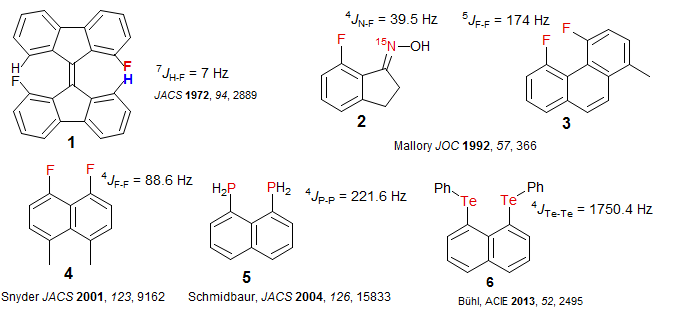 H F
F H
⁷J_H-F = 7 Hz
JACS 1972, 94, 2889
1
⁴J_N-F = 39.5 Hz
F ¹⁵N–OH
2
⁵J_F-F = 174 Hz
F F
3
Mallory JOC 1992, 57, 366
F F
⁴J_F-F = 88.6 Hz
4
Snyder JACS 2001, 123, 9162
H₂P PH₂
⁴J_P-P = 221.6 Hz
5
Schmidbaur, JACS 2004, 126, 15833
Ph Te Te Ph
⁴J_Te-Te = 1750.4 Hz
6
Bühl, ACIE 2013, 52, 2495